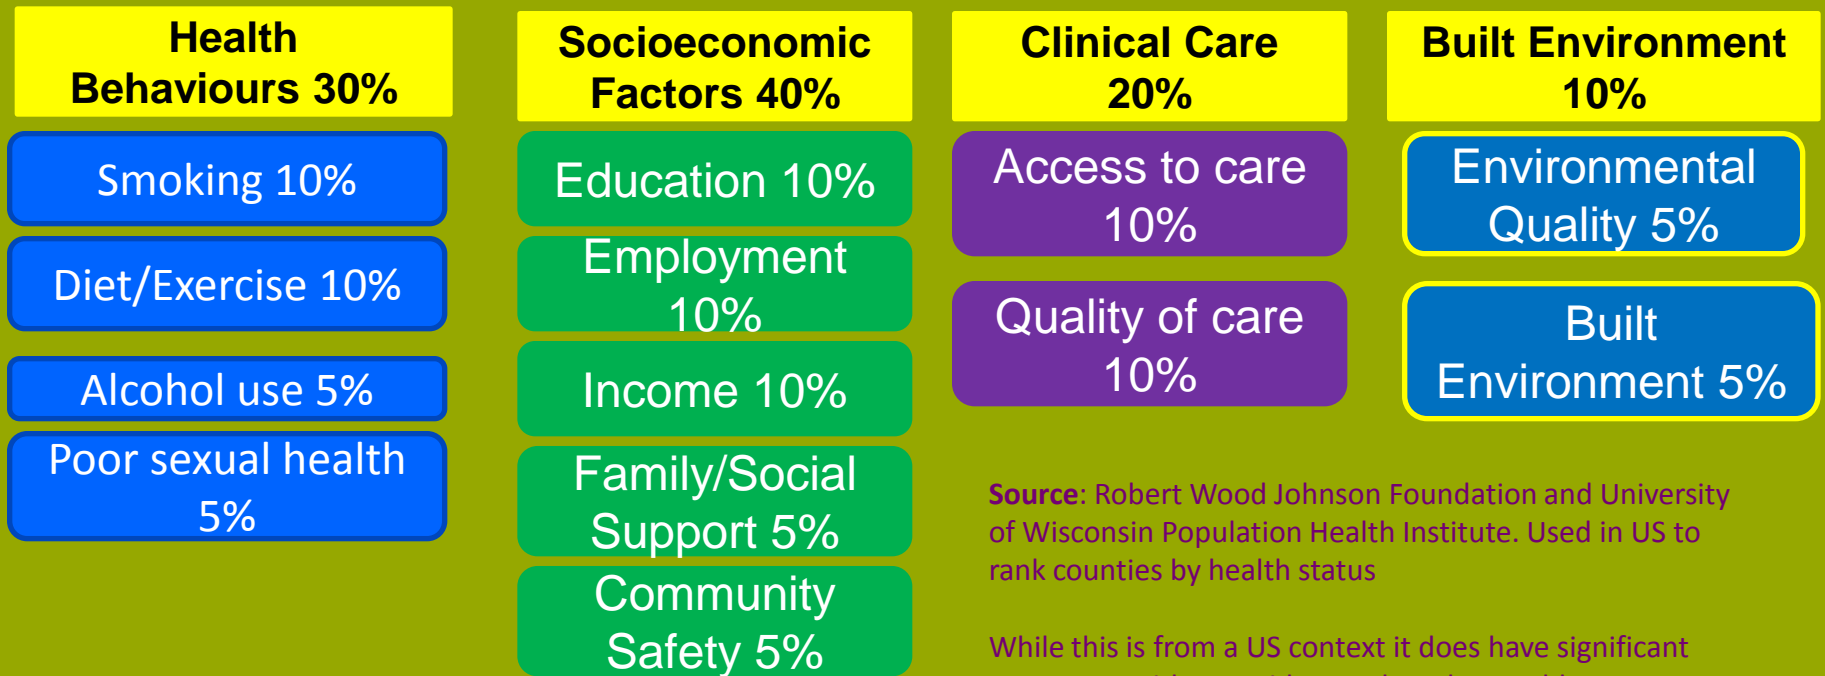 Health
Behaviours 30%
Smoking 10%
Diet/Exercise 10%
Alcohol use 5%
Poor sexual health
5%
Socioeconomic
Factors 40%
Education 10%
Employment
10%
Income 10%
Family/Social
Support 5%
Community
Safety 5%
Clinical Care
20%
Access to care
10%
Quality of care
10%
Built Environment
10%
Environmental
Quality 5%
Built
Environment 5%
Source: Robert Wood Johnson Foundation and University
of Wisconsin Population Health Institute. Used in US to
rank counties by health status
While this is from a US context it does have significant